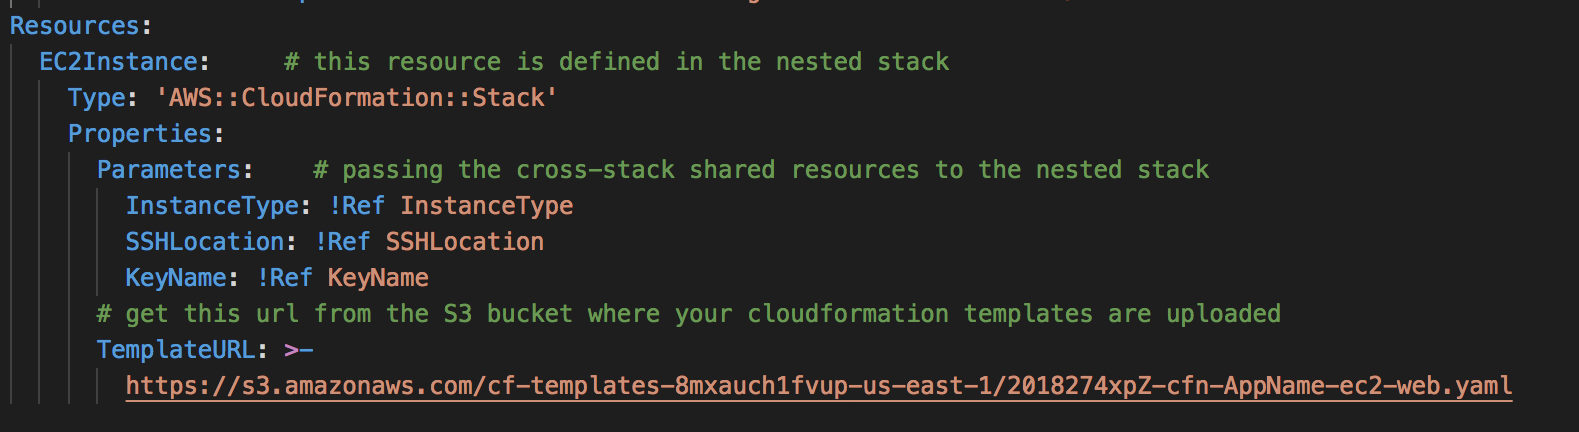 Resources:
EC2Instance: # this resource is defined in the nested stack
Type: 'AWS::CloudFormation::Stack'
Properties:
Parameters: # passing the cross-stack shared resources to the nested stack
InstanceType: !Ref InstanceType
SSHLocation: !Ref SSHLocation
KeyName: !Ref KeyName
# get this url from the S3 bucket where your cloudformation templates are uploaded
TemplateURL: >-
https://s3.amazonaws.com/cf-templates-8mxauch1fvup-us-east-1/2018274xpZ-cfn-AppName-ec2-web.yaml